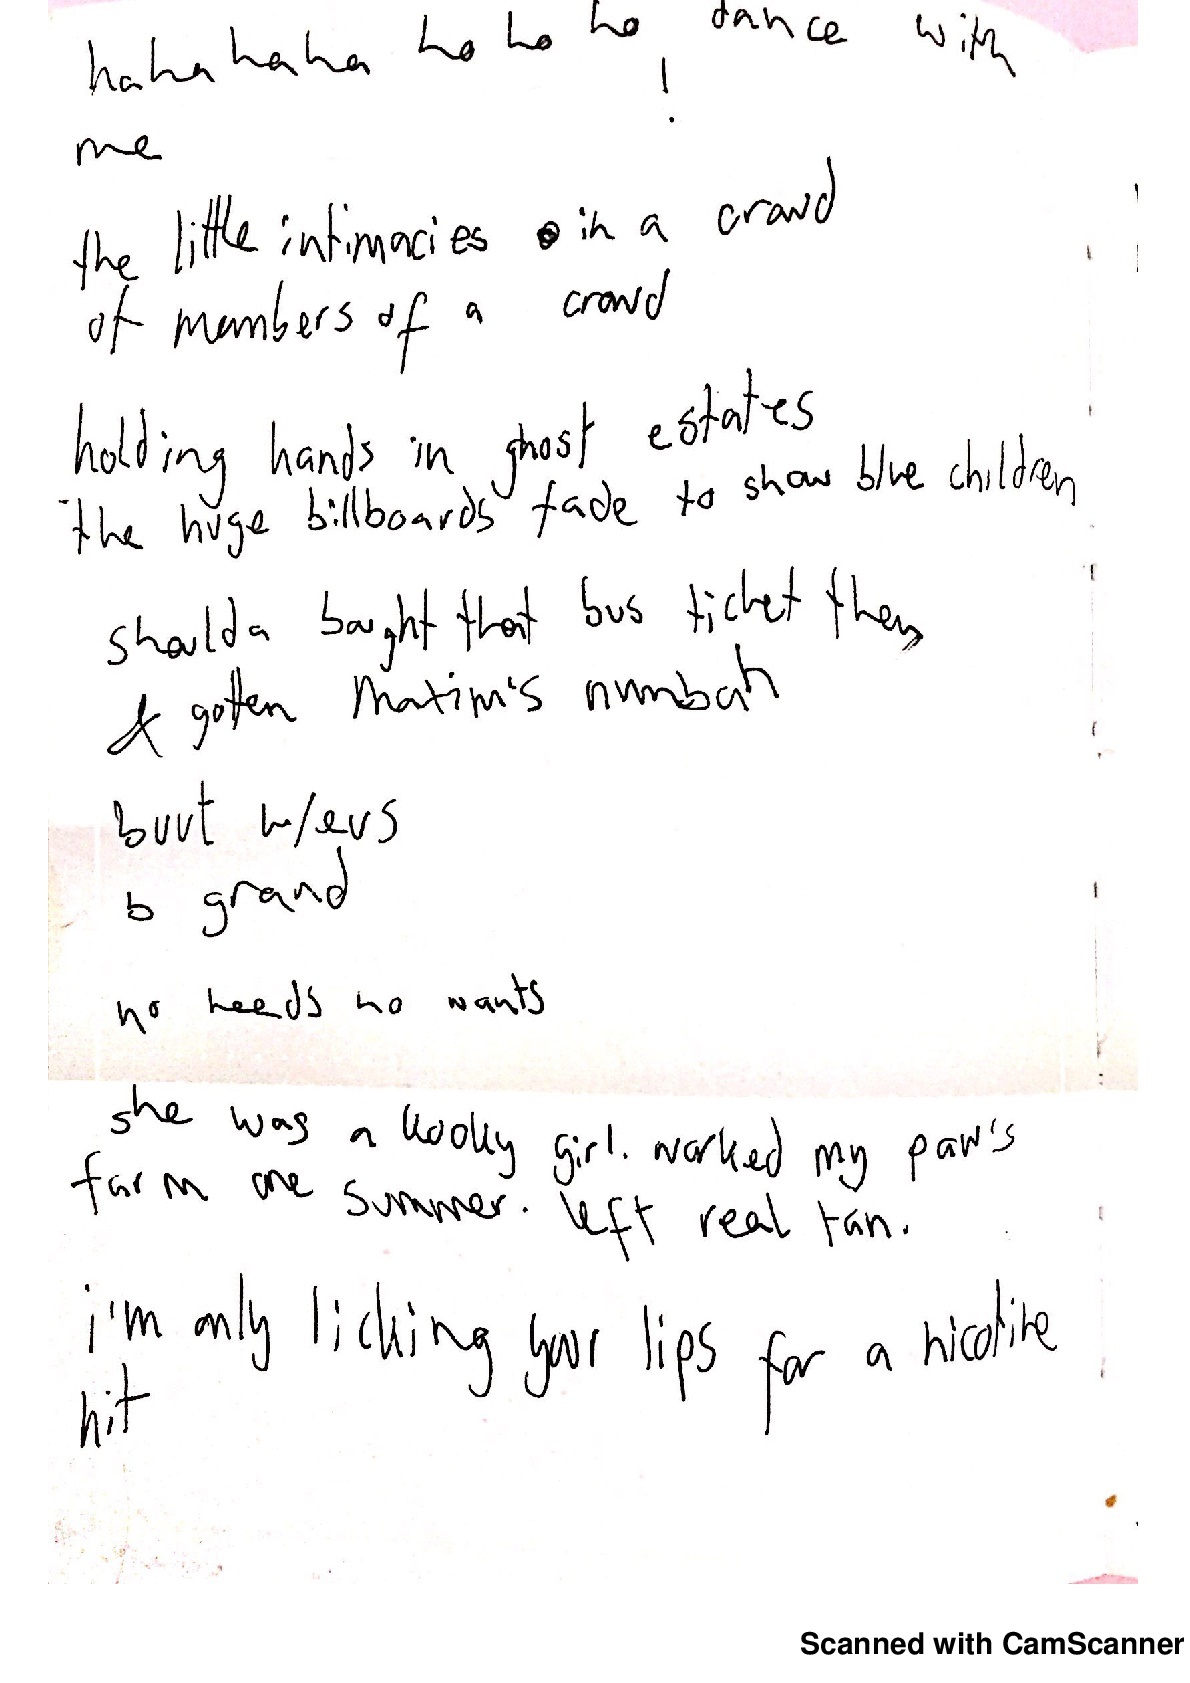 hahahaha ho ho ho! dance with
me
the little intimacies in a crowd
of members of a crowd
holding hands in ghost estates
the huge billboards fade to show blue children
shoulda bought that bus ticket then,
& gotten Maxim's numbah
buut w/evs
b grand
no needs no wants
she was a kooky girl. worked my paw's
farm one summer. left real tan.
i'm only licking your lips for a nicotine
hit
Scanned with CamScanner